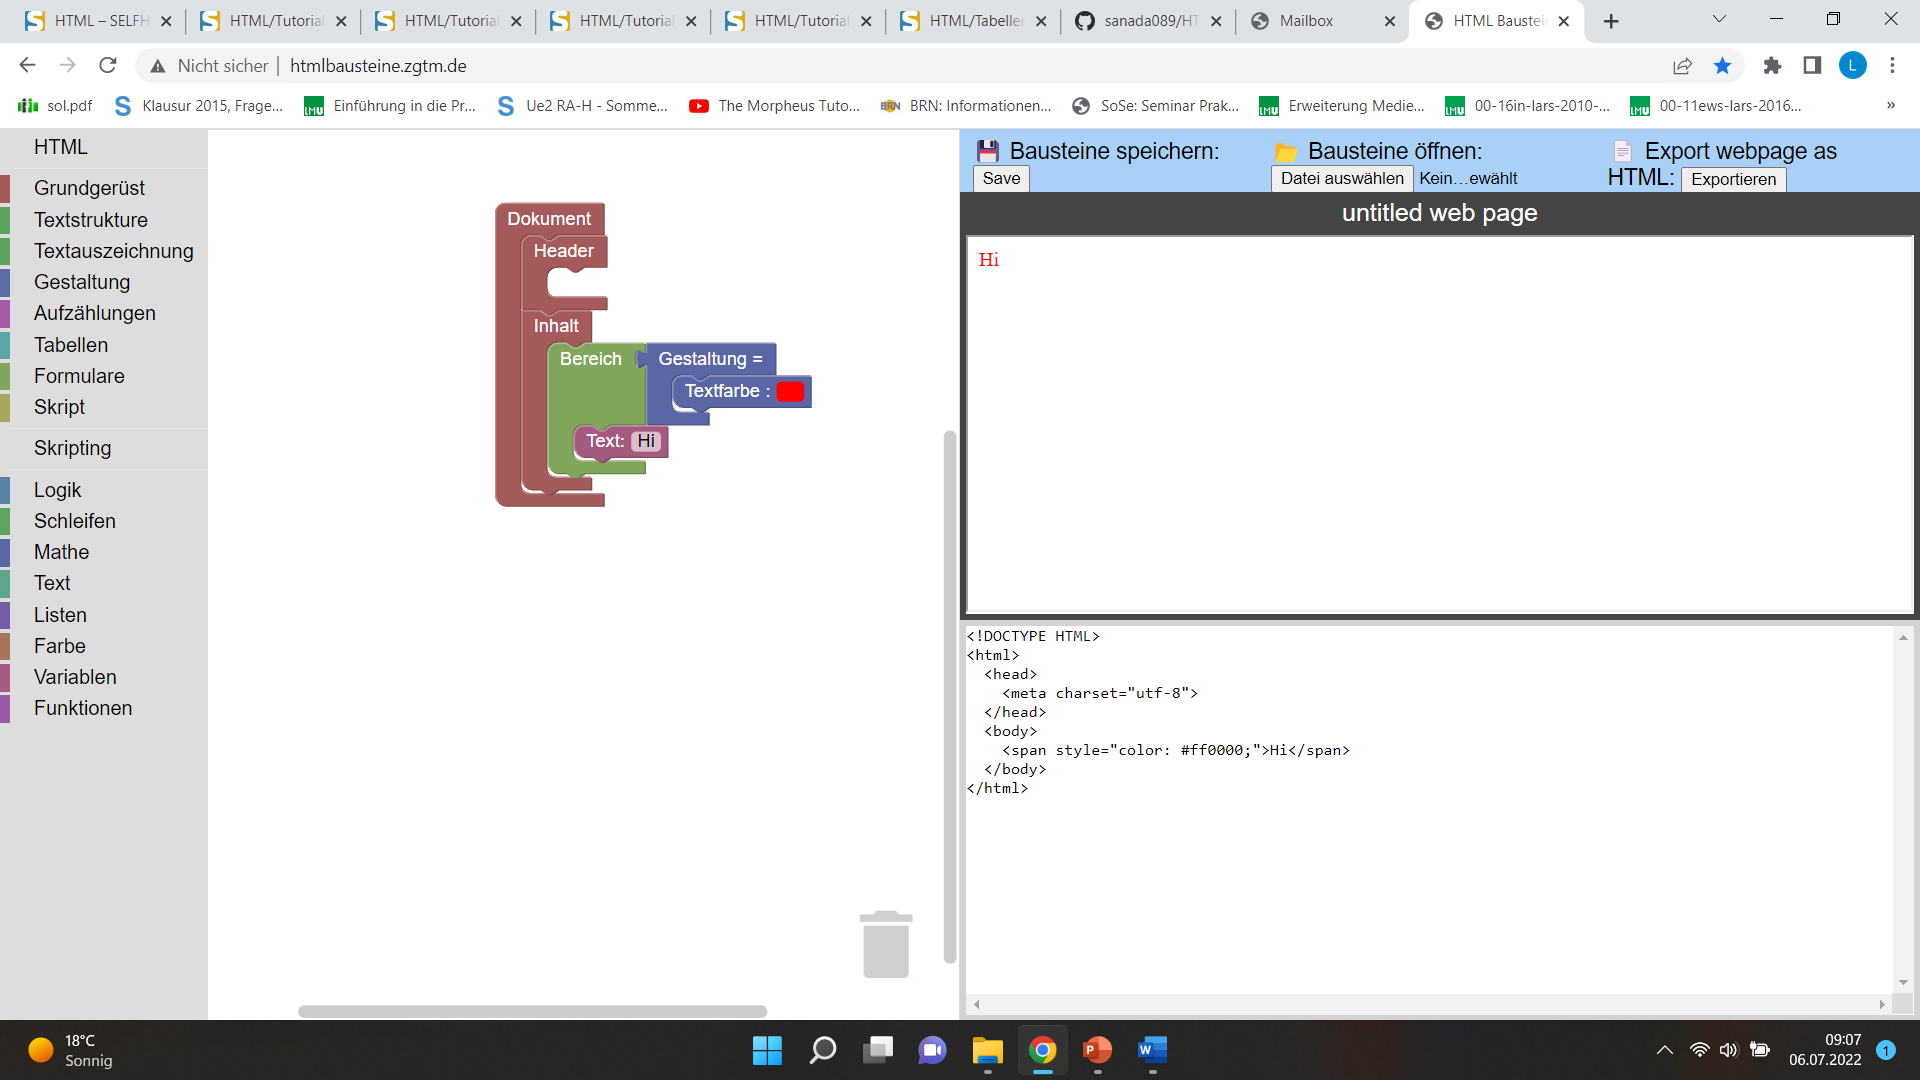 HTML – SELFH
HTML/Tutorial
HTML/Tutorial
HTML/Tutorial
HTML/Tutorial
HTML/Tabellen
sanada089/HT
Mailbox
HTML Baustein
Nicht sicher
htmlbausteine.zgtm.de
L
sol.pdf
Klausur 2015, Frage...
Einführung in die Pr...
Ue2 RA-H - Somme...
The Morpheus Tuto...
BRN: Informationen...
SoSe: Seminar Prak...
Erweiterung Medie...
00-16in-lars-2010-...
00-11ews-lars-2016...
»
HTML
Grundgerüst
Textstrukture
Textauszeichnung
Gestaltung
Aufzählungen
Tabellen
Formulare
Skript
Skripting
Logik
Schleifen
Mathe
Text
Listen
Farbe
Variablen
Funktionen
Dokument
Header
Inhalt
Bereich
Gestaltung =
Textfarbe :
Text: Hi
Bausteine speichern:
Save
Bausteine öffnen:
Datei auswählen Kein...ewählt
Export webpage as
HTML: Exportieren
untitled web page
Hi
<!DOCTYPE HTML>
<html>
  <head>
    <meta charset="utf-8">
  </head>
  <body>
    <span style="color: #ff0000;">Hi</span>
  </body>
</html>
18°C
Sonnig
P
W
09:07
06.07.2022
1